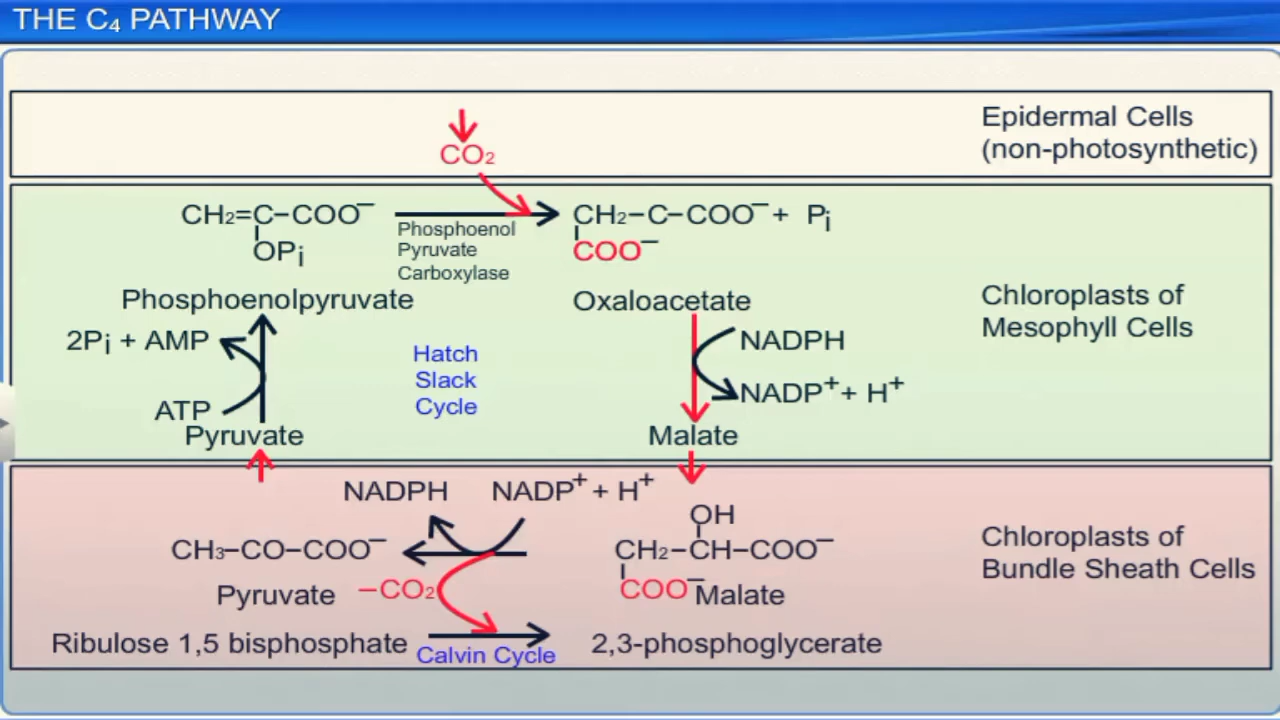 THE C₄ PATHWAY
CO₂
Epidermal Cells
(non-photosynthetic)
CH₂=C−COO⁻
OPᵢ
Phosphoenol
Pyruvate
Carboxylase
CH₂−C−COO⁻ + Pᵢ
COO⁻
Phosphoenolpyruvate
Oxaloacetate
Chloroplasts of
Mesophyll Cells
2Pᵢ + AMP
ATP
Pyruvate
Hatch
Slack
Cycle
NADPH
NADP⁺ + H⁺
Malate
NADPH
NADP⁺ + H⁺
OH
CH₃−CO−COO⁻
CH₂−CH−COO⁻
COO⁻
Pyruvate
−CO₂
Malate
Chloroplasts of
Bundle Sheath Cells
Ribulose 1,5 bisphosphate
Calvin Cycle
2,3-phosphoglycerate